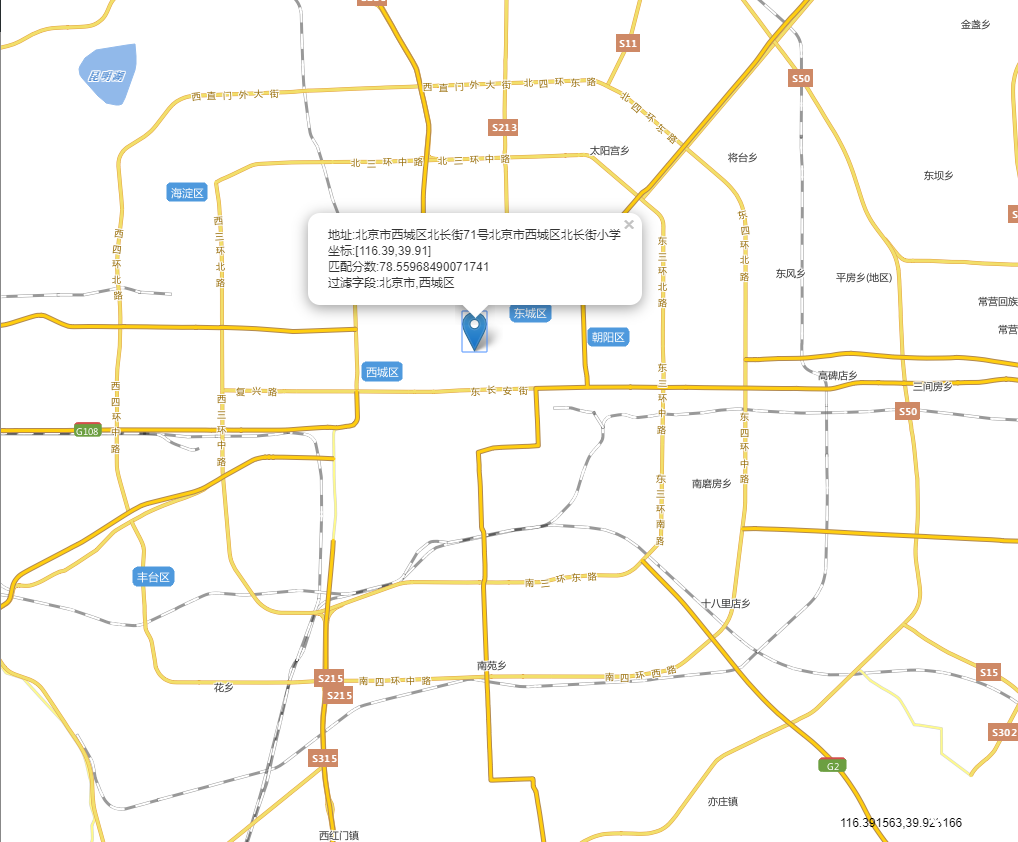 金盏乡
S11
昆明湖
S50
西直门外大街
西直门外大街
北四环东路
北四环东路
S213
太阳宫乡
将台乡
北三环中路
北三环中路
东坝乡
海淀区
西三环北路
西四环北路
东三环北路
东四环北路
地址:北京市西城区北长街71号北京市西城区北长街小学
×
坐标:[116.39,39.91]
匹配分数:78.55968490071741
过滤字段:北京市,西城区
东风乡
平房乡(地区)
常营回族
常营
东城区
朝阳区
西城区
高碑店乡
三间房乡
复兴路
东长安街
西四环中路
西三环中路
东三环中路
东四环中路
S50
G108
南磨房乡
东三环南路
丰台区
南三环东路
十八里店乡
南苑乡
S215
南四环中路
南四环西路
S15
花乡
S215
S302
S315
G2
亦庄镇
西红门镇